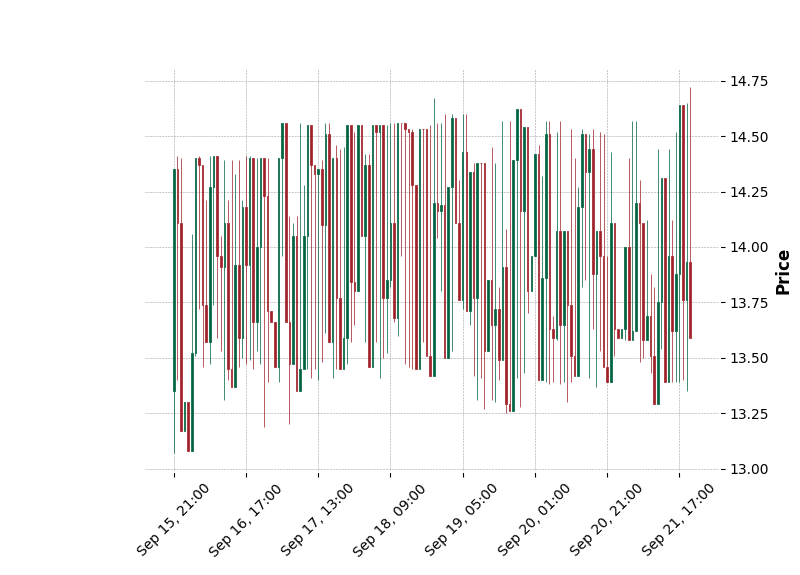 14.75
14.50
14.25
14.00
13.75
13.50
13.25
13.00
Price
Sep 15, 21:00
Sep 16, 17:00
Sep 17, 13:00
Sep 18, 09:00
Sep 19, 05:00
Sep 20, 01:00
Sep 20, 21:00
Sep 21, 17:00